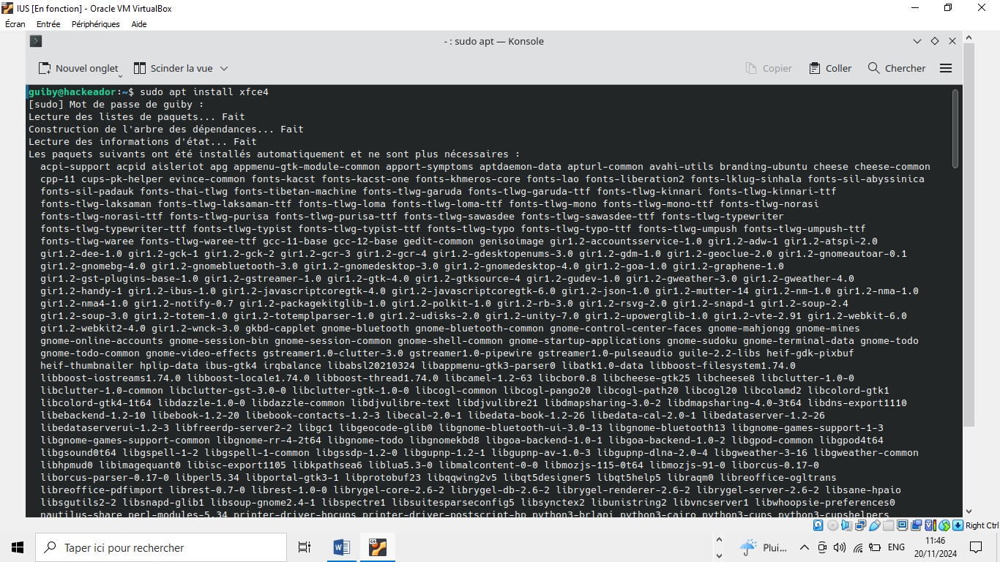 IUS [En fonction] - Oracle VM VirtualBox
Écran Entrée Périphériques Aide
- : sudo apt — Konsole
Nouvel onglet Scinder la vue Copier Coller Chercher
guiby@hackeador:~$ sudo apt install xfce4
[sudo] Mot de passe de guiby :
Lecture des listes de paquets... Fait
Construction de l'arbre des dépendances... Fait
Lecture des informations d'état... Fait
Les paquets suivants ont été installés automatiquement et ne sont plus nécessaires :
acpi-support acpid aisleriot apg appmenu-gtk-module-common apport-symptoms aptdaemon-data apturl-common avahi-utils branding-ubuntu cheese cheese-common
cpp-11 cups-pk-helper evince-common fonts-kacst fonts-kacst-one fonts-khmeros-core fonts-lao fonts-liberation2 fonts-lklug-sinhala fonts-sil-abyssinica
fonts-sil-padauk fonts-thai-tlwg fonts-tibetan-machine fonts-tlwg-garuda fonts-tlwg-garuda-ttf fonts-tlwg-kinnari fonts-tlwg-kinnari-ttf
fonts-tlwg-laksaman fonts-tlwg-laksaman-ttf fonts-tlwg-loma fonts-tlwg-loma-ttf fonts-tlwg-mono fonts-tlwg-mono-ttf fonts-tlwg-norasi
fonts-tlwg-norasi-ttf fonts-tlwg-purisa fonts-tlwg-purisa-ttf fonts-tlwg-sawasdee fonts-tlwg-sawasdee-ttf fonts-tlwg-typewriter
fonts-tlwg-typewriter-ttf fonts-tlwg-typist fonts-tlwg-typist-ttf fonts-tlwg-typo fonts-tlwg-typo-ttf fonts-tlwg-umpush fonts-tlwg-umpush-ttf
fonts-tlwg-waree fonts-tlwg-waree-ttf gcc-11-base gcc-12-base gedit-common genisoimage gir1.2-accountsservice-1.0 gir1.2-adw-1 gir1.2-atspi-2.0
gir1.2-dee-1.0 gir1.2-gck-1 gir1.2-gck-2 gir1.2-gcr-3 gir1.2-gcr-4 gir1.2-gdesktopenums-3.0 gir1.2-gdm-1.0 gir1.2-geoclue-2.0 gir1.2-gnomeautoar-0.1
gir1.2-gnomebg-4.0 gir1.2-gnomebluetooth-3.0 gir1.2-gnomedesktop-3.0 gir1.2-gnomedesktop-4.0 gir1.2-goa-1.0 gir1.2-graphene-1.0
gir1.2-gst-plugins-base-1.0 gir1.2-gstreamer-1.0 gir1.2-gtk-4.0 gir1.2-gtksource-4 gir1.2-gudev-1.0 gir1.2-gweather-3.0 gir1.2-gweather-4.0
gir1.2-handy-1 gir1.2-ibus-1.0 gir1.2-javascriptcoregtk-4.0 gir1.2-javascriptcoregtk-6.0 gir1.2-json-1.0 gir1.2-mutter-14 gir1.2-nm-1.0 gir1.2-nma-1.0
gir1.2-nma4-1.0 gir1.2-notify-0.7 gir1.2-packagekitglib-1.0 gir1.2-polkit-1.0 gir1.2-rb-3.0 gir1.2-rsvg-2.0 gir1.2-snapd-1 gir1.2-soup-2.4
gir1.2-soup-3.0 gir1.2-totem-1.0 gir1.2-totemplparser-1.0 gir1.2-udisks-2.0 gir1.2-unity-7.0 gir1.2-upowerglib-1.0 gir1.2-vte-2.91 gir1.2-webkit-6.0
gir1.2-webkit2-4.0 gir1.2-wnck-3.0 gkbd-capplet gnome-bluetooth gnome-bluetooth-common gnome-control-center-faces gnome-mahjongg gnome-mines
gnome-online-accounts gnome-session-bin gnome-session-common gnome-shell-common gnome-startup-applications gnome-sudoku gnome-terminal-data gnome-todo
gnome-todo-common gnome-video-effects gstreamer1.0-clutter-3.0 gstreamer1.0-pipewire gstreamer1.0-pulseaudio guile-2.2-libs heif-gdk-pixbuf
heif-thumbnailer hplip-data ibus-gtk4 irqbalance libabsl20210324 libappmenu-gtk3-parser0 libatk1.0-data libboost-filesystem1.74.0
libboost-iostreams1.74.0 libboost-locale1.74.0 libboost-thread1.74.0 libcamel-1.2-63 libcbor0.8 libcheese-gtk25 libcheese8 libclutter-1.0-0
libclutter-1.0-common libclutter-gst-3.0-0 libclutter-gtk-1.0-0 libcogl-common libcogl-pango20 libcogl-path20 libcogl20 libcolamd2 libcolord-gtk1
libcolord-gtk4-1t64 libdazzle-1.0-0 libdazzle-common libdjvulibre-text libdjvulibre21 libdmapsharing-3.0-2 libdmapsharing-4.0-3t64 libdns-export1110
libebackend-1.2-10 libebook-1.2-20 libebook-contacts-1.2-3 libecal-2.0-1 libedata-book-1.2-26 libedata-cal-2.0-1 libedataserver-1.2-26
libedataserverui-1.2-3 libfreerdp-server2-2 libgc1 libgeocode-glib0 libgnome-bluetooth-ui-3.0-13 libgnome-bluetooth13 libgnome-games-support-1-3
libgnome-games-support-common libgnome-rr-4-2t64 libgnome-todo libgnomekbd8 libgoa-backend-1.0-1 libgoa-backend-1.0-2 libgpod-common libgpod4t64
libgsound0t64 libgspell-1-2 libgspell-1-common libgssdp-1.2-0 libgupnp-1.2-1 libgupnp-av-1.0-3 libgupnp-dlna-2.0-4 libgweather-3-16 libgweather-common
libhpmud0 libimagequant0 libisc-export1105 libkpathsea6 liblua5.3-0 libmalcontent-0-0 libmozjs-115-0t64 libmozjs-91-0 liborcus-0.17-0
liborcus-parser-0.17-0 libperl5.34 libportal-gtk3-1 libprotobuf23 libqqwing2v5 libqt5designer5 libqt5help5 libraqm0 libreoffice-ogltrans
libreoffice-pdfimport librest-0.7-0 librest-1.0-0 librygel-core-2.6-2 librygel-db-2.6-2 librygel-renderer-2.6-2 librygel-server-2.6-2 libsane-hpaio
libsgutils2-2 libsnapd-glib1 libsoup-gnome2.4-1 libspectre1 libsuitesparseconfig5 libsynctex2 libunistring2 libvncserver1 libwhoopsie-preferences0
nautilus-share perl-modules-5.34 printer-driver-hpcups printer-driver-postscript-hp python3-brlapi python3-cairo python3-cups python3-cupshelpers
Right Ctrl
Taper ici pour rechercher
Plui... ENG
11:46
20/11/2024